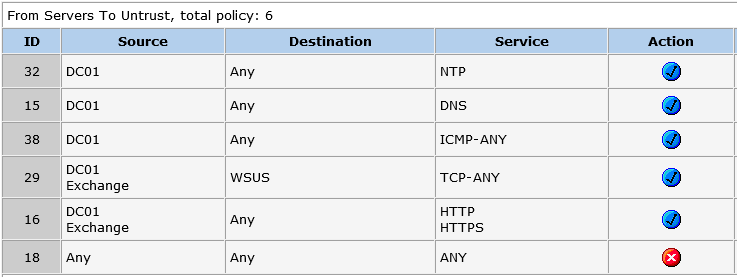 From Servers To Untrust, total policy: 6
ID Source Destination Service Action
32 DC01 Any NTP
15 DC01 Any DNS
38 DC01 Any ICMP-ANY
29 DC01 Exchange WSUS TCP-ANY
16 DC01 Exchange Any HTTP HTTPS
18 Any Any ANY